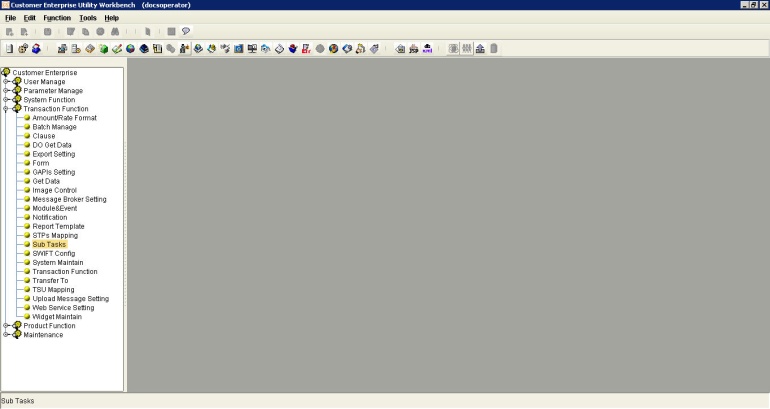 Customer Enterprise Utility Workbench (docsoperator)
File Edit Function Tools Help
JSP xml
Customer Enterprise
User Manage
Parameter Manage
System Function
Transaction Function
Amount/Rate Format
Batch Manage
Clause
DO Get Data
Export Setting
Form
GAPIs Setting
Get Data
Image Control
Message Broker Setting
Module&Event
Notification
Report Template
STPs Mapping
Sub Tasks
SWIFT Config
System Maintain
Transaction Function
Transfer To
TSU Mapping
Upload Message Setting
Web Service Setting
Widget Maintain
Product Function
Maintenance
Sub Tasks